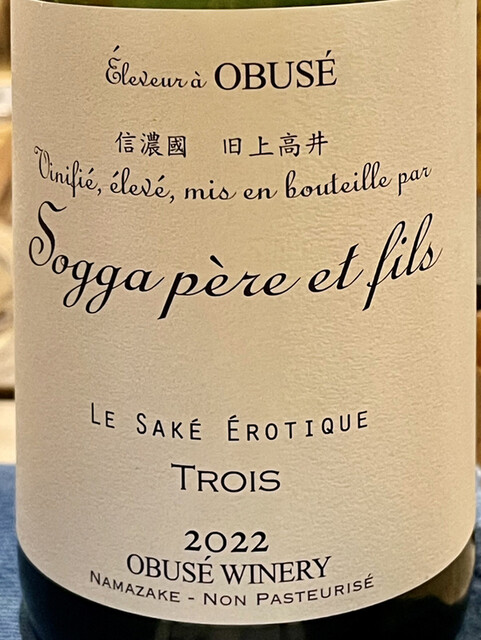 Éleveur à OBUSÉ
信濃國 旧上高井
Vinifié, élevé, mis en bouteille par
Sogga père et fils
LE SAKÉ ÉROTIQUE
TROIS
2022
OBUSÉ WINERY
NAMAZAKE - NON PASTEURISÉ